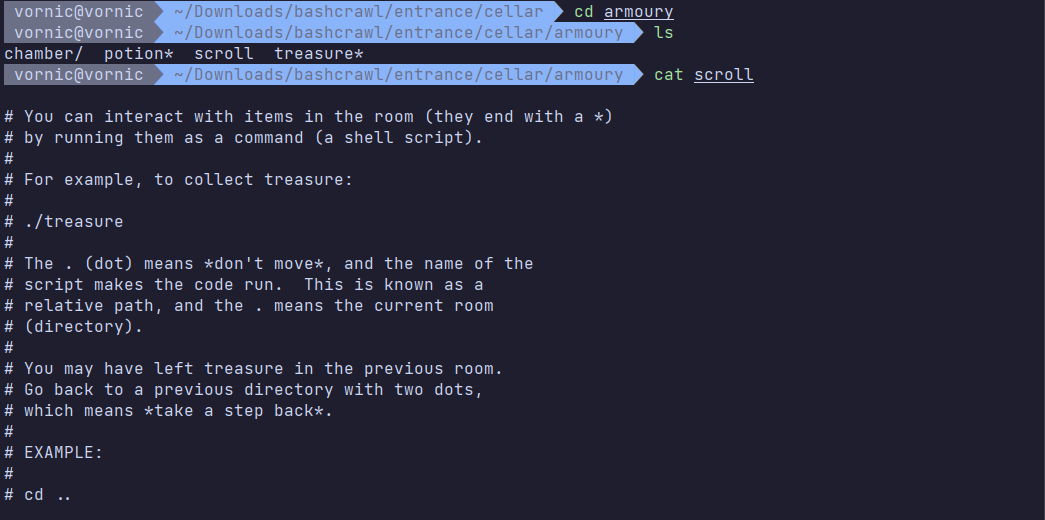 vornic@vornic ~/Downloads/bashcrawl/entrance/cellar cd armoury
vornic@vornic ~/Downloads/bashcrawl/entrance/cellar/armoury ls
chamber/ potion* scroll treasure*
vornic@vornic ~/Downloads/bashcrawl/entrance/cellar/armoury cat scroll
# You can interact with items in the room (they end with a *)
# by running them as a command (a shell script).
#
# For example, to collect treasure:
#
# ./treasure
#
# The . (dot) means *don't move*, and the name of the
# script makes the code run.  This is known as a
# relative path, and the . means the current room
# (directory).
#
# You may have left treasure in the previous room.
# Go back to a previous directory with two dots,
# which means *take a step back*.
#
# EXAMPLE:
#
# cd ..